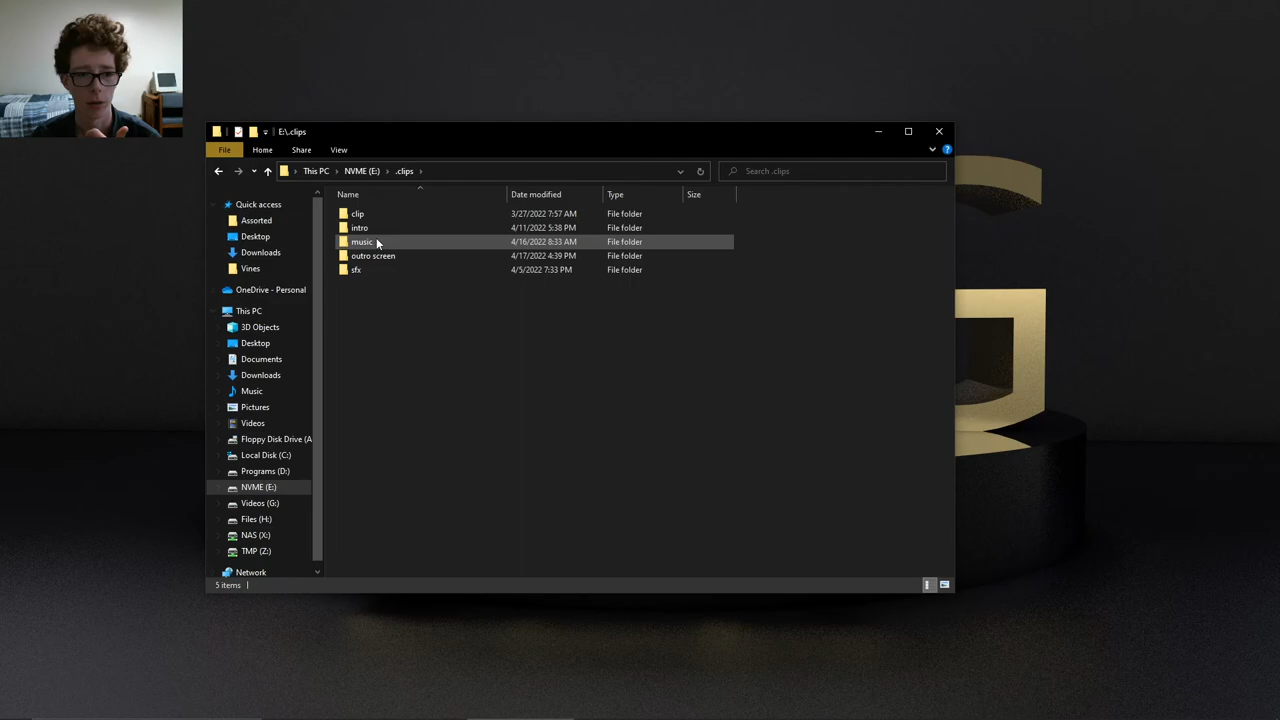 E:\.clips
File Home Share View
This PC NVME (E:) .clips
Search .clips
Name Date modified Type Size
clip 3/27/2022 7:57 AM File folder
intro 4/11/2022 5:38 PM File folder
music 4/16/2022 8:33 AM File folder
outro screen 4/17/2022 4:39 PM File folder
sfx 4/5/2022 7:33 PM File folder
Quick access
Assorted
Desktop
Downloads
Vines
OneDrive - Personal
This PC
3D Objects
Desktop
Documents
Downloads
Music
Pictures
Videos
Floppy Disk Drive (A
Local Disk (C:)
Programs (D:)
NVME (E:)
Videos (G:)
Files (H:)
NAS (X:)
TMP (Z:)
Network
5 items